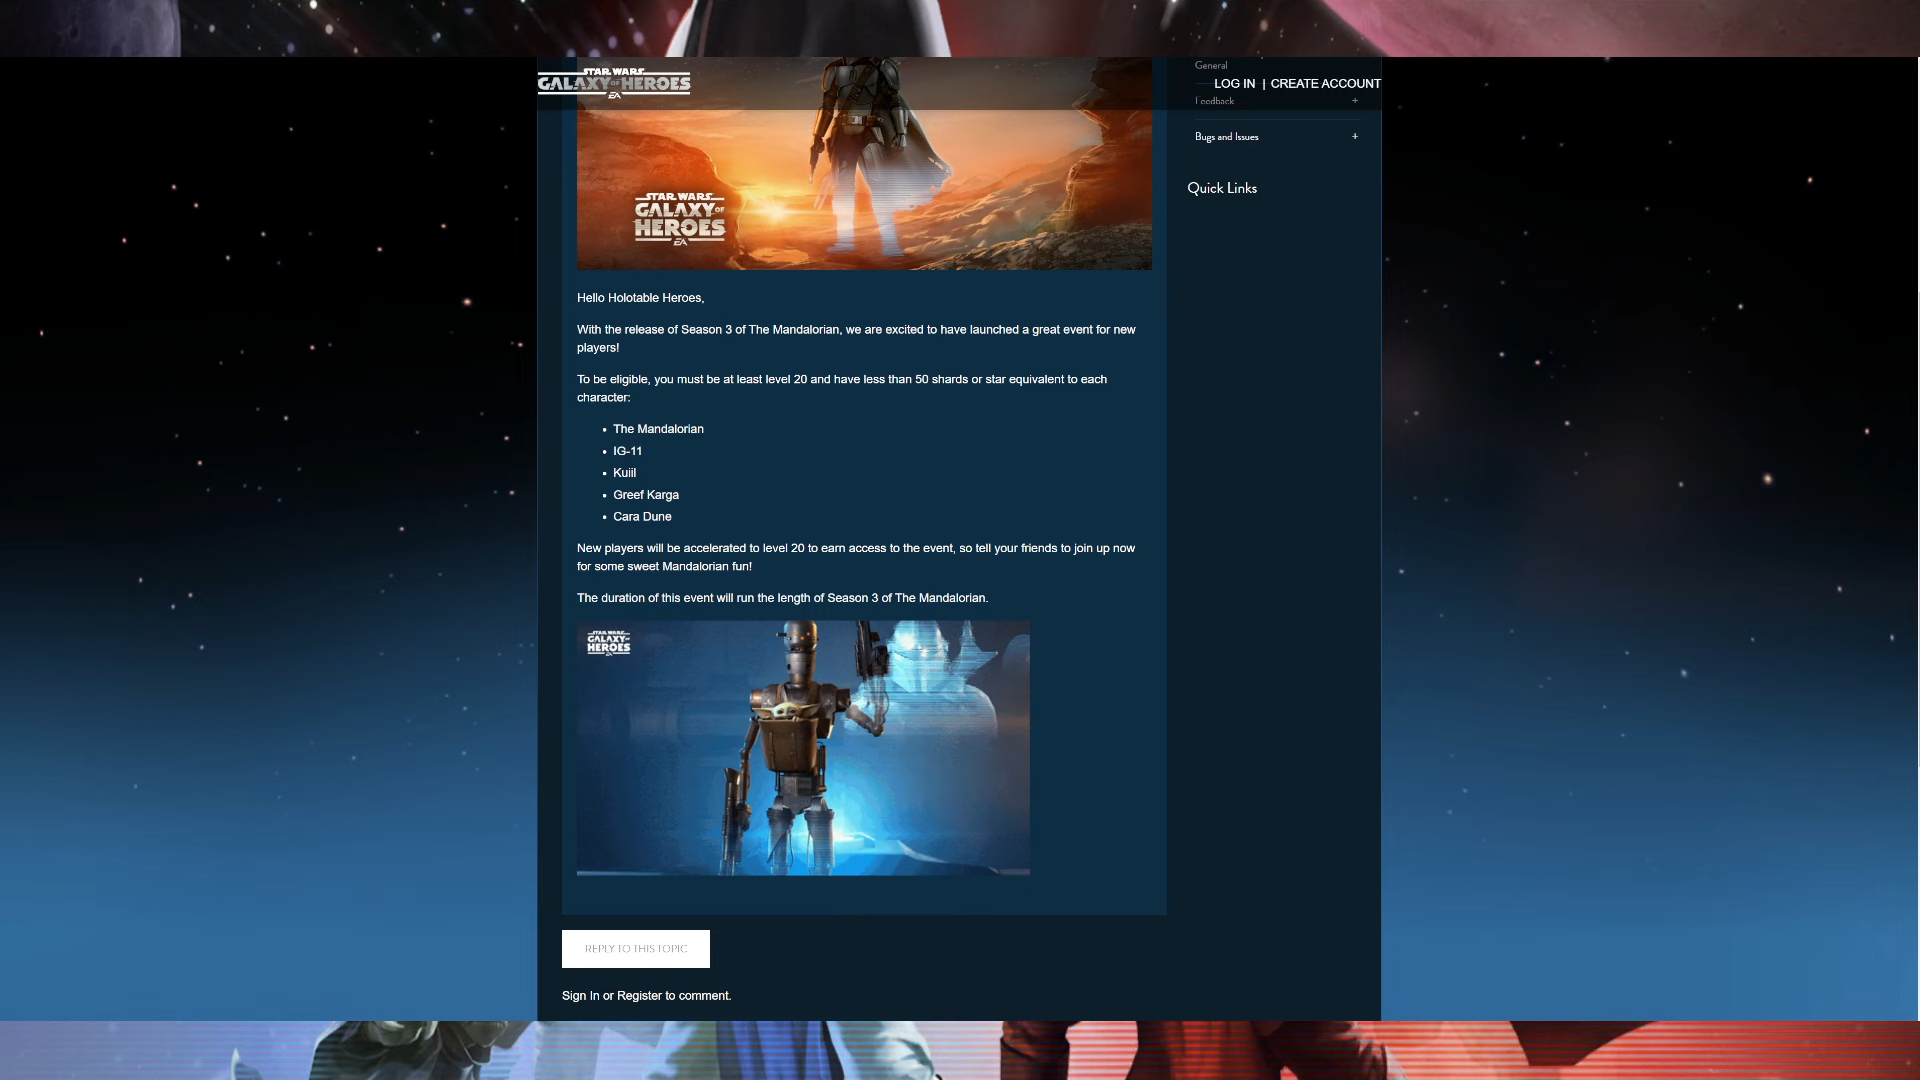 STAR WARS
GALAXY OF HEROES
EA
General
LOG IN | CREATE ACCOUNT
Feedback +
Bugs and Issues +
Quick Links
STAR WARS
GALAXY OF
HEROES
EA
Hello Holotable Heroes,
With the release of Season 3 of The Mandalorian, we are excited to have launched a great event for new
players!
To be eligible, you must be at least level 20 and have less than 50 shards or star equivalent to each
character:
• The Mandalorian
• IG-11
• Kuiil
• Greef Karga
• Cara Dune
New players will be accelerated to level 20 to earn access to the event, so tell your friends to join up now
for some sweet Mandalorian fun!
The duration of this event will run the length of Season 3 of The Mandalorian.
STAR WARS
GALAXY OF
HEROES
EA
REPLY TO THIS TOPIC
Sign In or Register to comment.